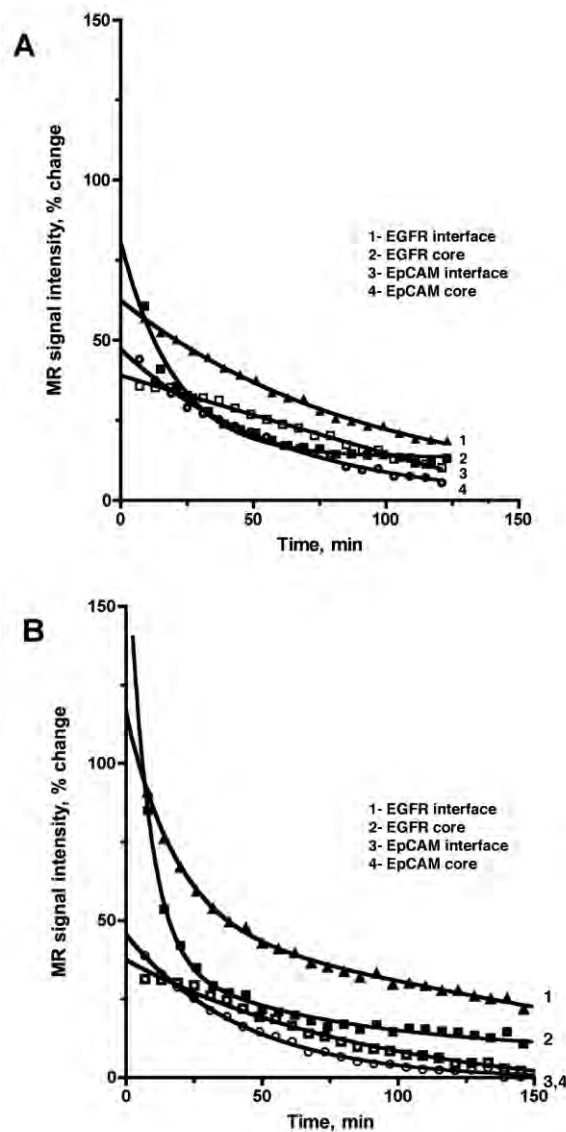 A
150
100
50
0
MR signal intensity, % change
1- EGFR interface
2- EGFR core
3- EpCAM interface
4- EpCAM core
1
2
3
4
0
50
100
150
Time, min
B
150
100
50
0
MR signal intensity, % change
1- EGFR interface
2- EGFR core
3- EpCAM interface
4- EpCAM core
1
2
3,4
0
50
100
150
Time, min